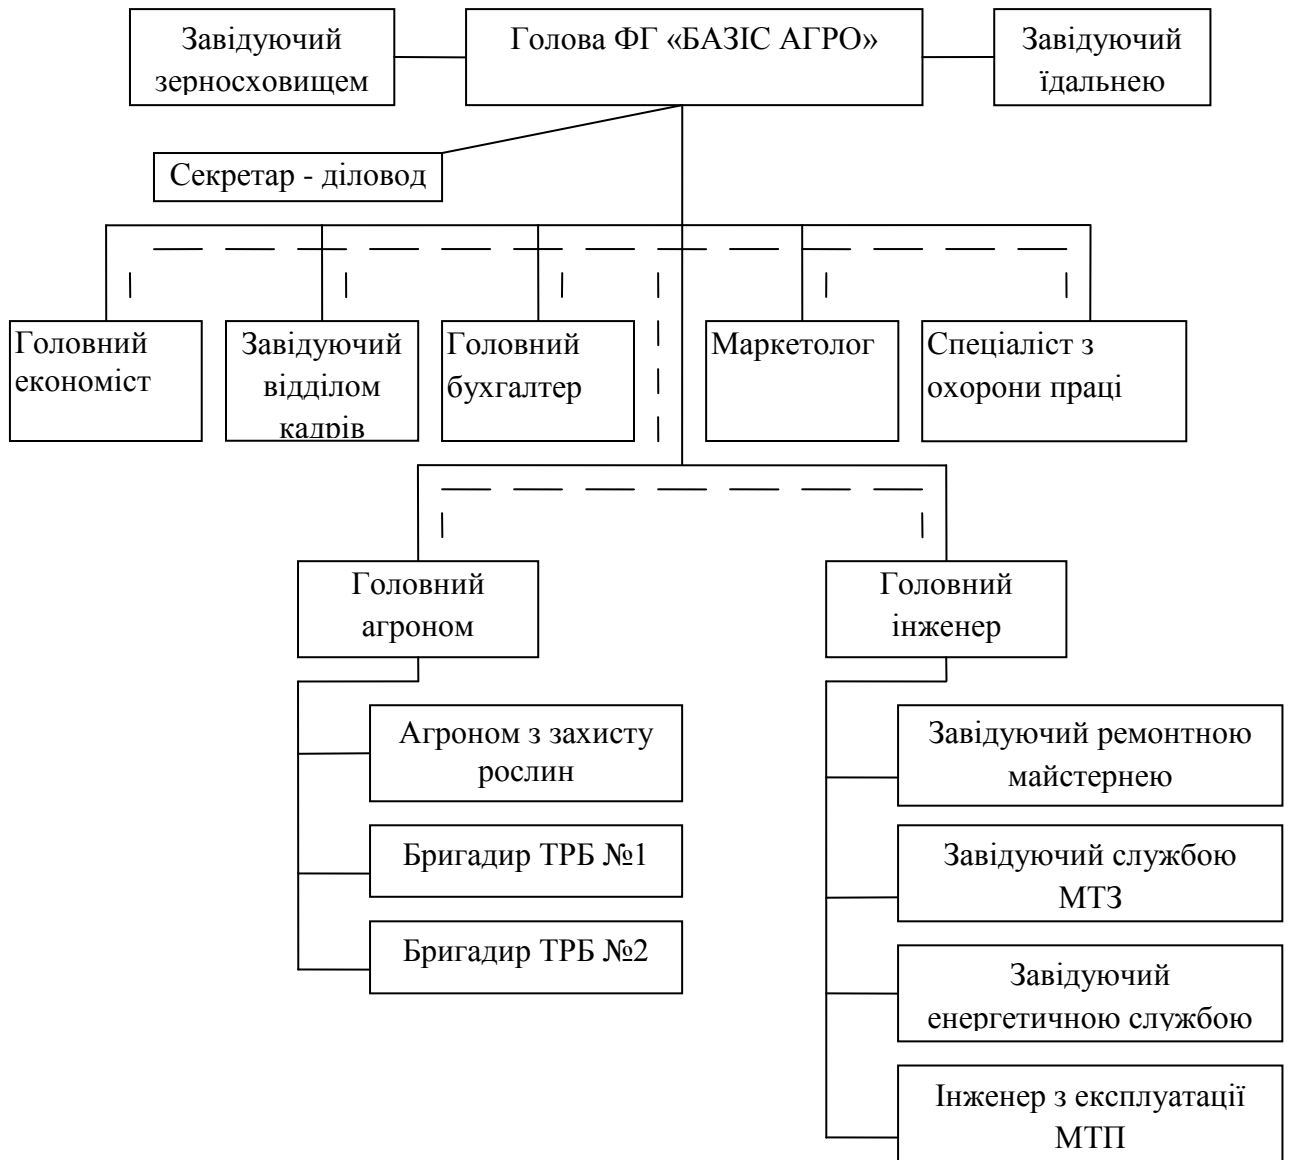 Завідуючий
зерносховищем
Голова ФГ «БАЗІС АГРО»
Завідуючий
їдальнею
Секретар - діловод
Головний
економіст
Завідуючий
відділом
кадрів
Головний
бухгалтер
Маркетолог
Спеціаліст з
охорони праці
Головний
агроном
Головний
інженер
Агроном з захисту
рослин
Бригадир ТРБ №1
Бригадир ТРБ №2
Завідуючий ремонтною
майстернею
Завідуючий службою
МТЗ
Завідуючий
енергетичною службою
Інженер з експлуатації
МТП